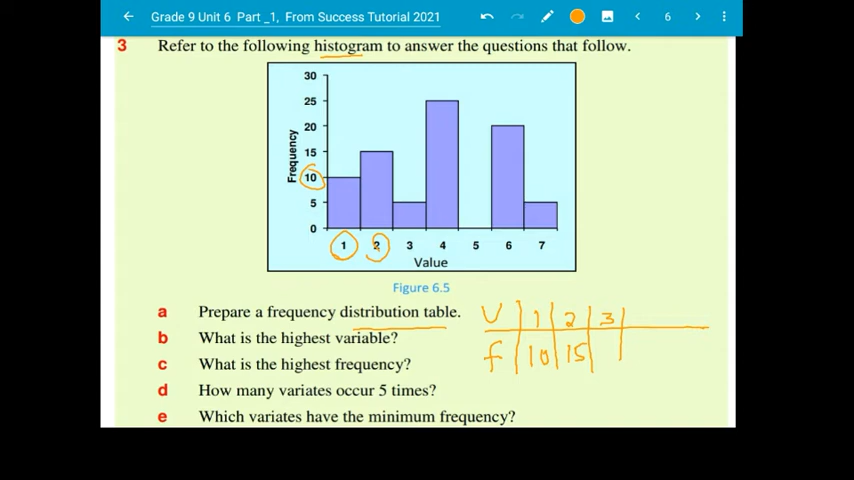 Grade 9 Unit 6 Part _1, From Success Tutorial 2021
6
3 Refer to the following histogram to answer the questions that follow.
30
25
20
15
10
5
0
Frequency
1 2 3 4 5 6 7
Value
Figure 6.5
a Prepare a frequency distribution table.
V 1 2 3
b What is the highest variable?
f 10 15
c What is the highest frequency?
d How many variates occur 5 times?
e Which variates have the minimum frequency?